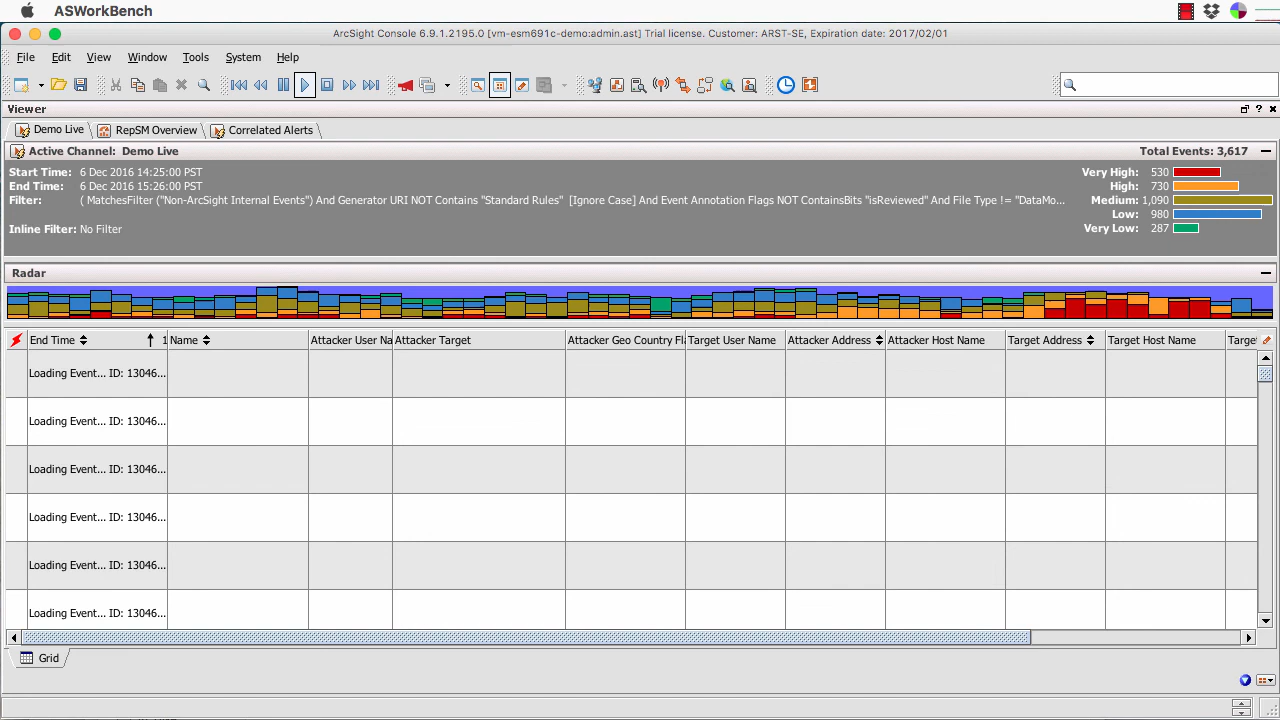 ASWorkBench
ArcSight Console 6.9.1.2195.0 [vm-esm691c-demo:admin.ast] Trial license. Customer: ARST-SE, Expiration date: 2017/02/01
File Edit View Window Tools System Help
Viewer
Demo Live RepSM Overview Correlated Alerts
Active Channel: Demo Live Total Events: 3,617
Start Time: 6 Dec 2016 14:25:00 PST Very High: 530
End Time: 6 Dec 2016 15:26:00 PST High: 730
Filter: ( MatchesFilter ("Non-ArcSight Internal Events") And Generator URI NOT Contains "Standard Rules" [Ignore Case] And Event Annotation Flags NOT ContainsBits "isReviewed" And File Type != "DataMo... Medium: 1,090
Low: 980
Inline Filter: No Filter Very Low: 287
Radar
End Time 1 Name Attacker User Na Attacker Target Attacker Geo Country Fl Target User Name Attacker Address Attacker Host Name Target Address Target Host Name Target
Loading Event... ID: 13046...
Loading Event... ID: 13046...
Loading Event... ID: 13046...
Loading Event... ID: 13046...
Loading Event... ID: 13046...
Loading Event... ID: 13046...
Grid